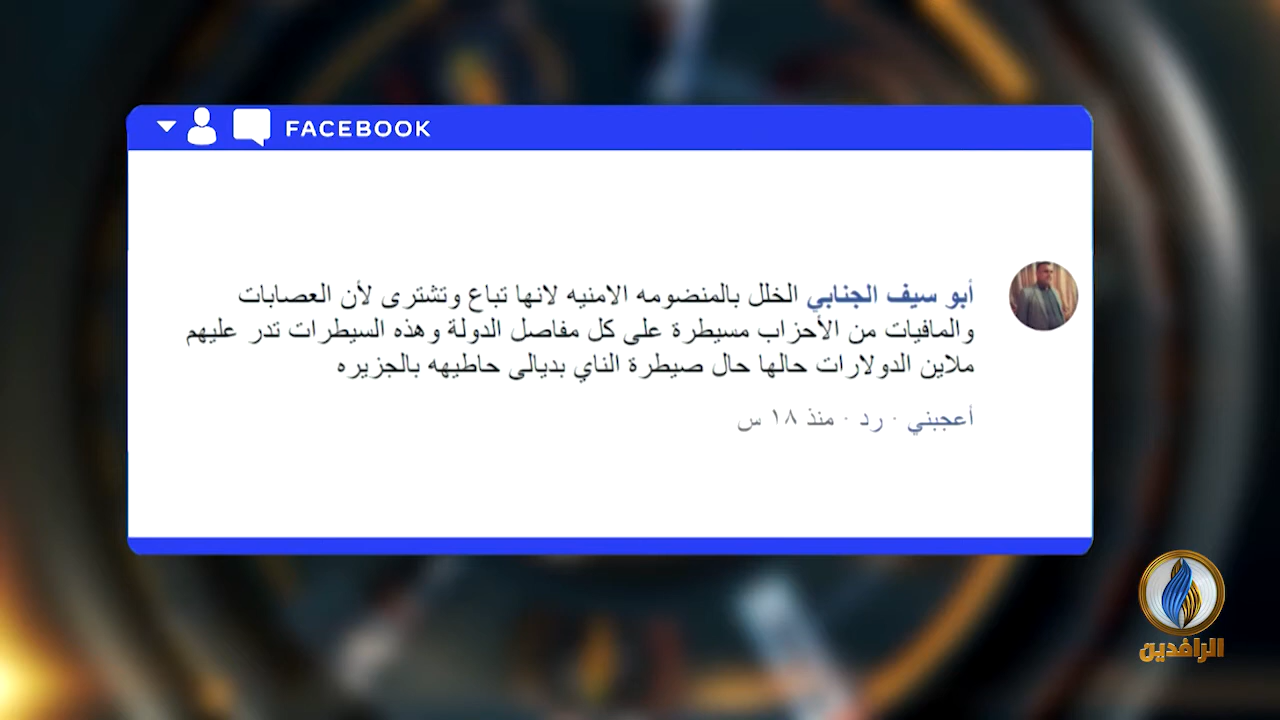 FACEBOOK
أبو سيف الجنابي الخلل بالمنضومه الامنيه لانها تباع وتشترى لأن العصابات
والمافيات من الأحزاب مسيطرة على كل مفاصل الدولة وهذه السيطرات تدر عليهم
ملاين الدولارات حالها حال صيطرة الناي بديالى حاطيهه بالجزيره
أعجبني · رد · منذ ١٨ س
الرافدين